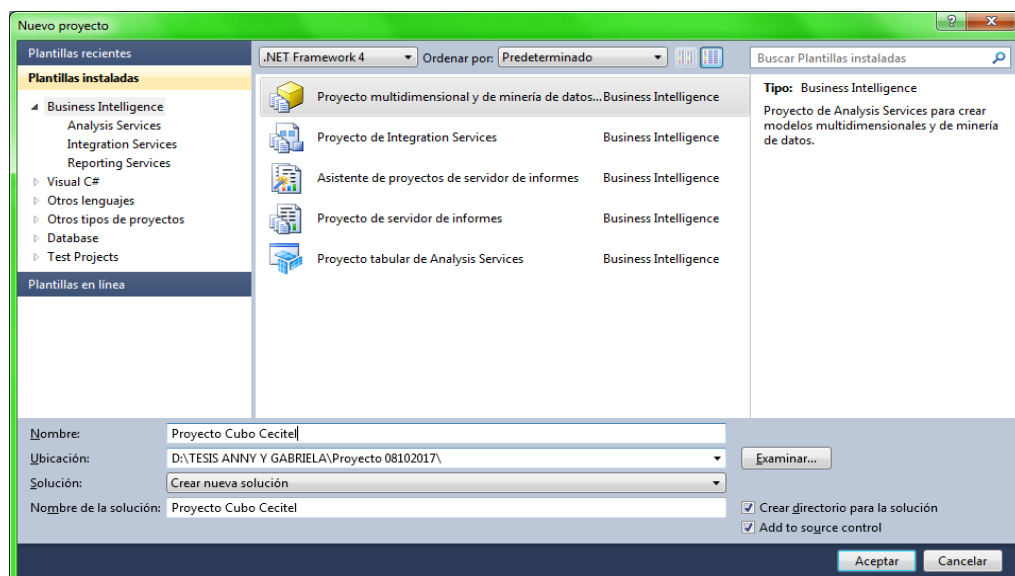 Nuevo proyecto
Plantillas recientes
Plantillas instaladas
Business Intelligence
Analysis Services
Integration Services
Reporting Services
Visual C#
Otros lenguajes
Otros tipos de proyectos
Database
Test Projects
Plantillas en línea
.NET Framework 4 Ordenar por: Predeterminado
Proyecto multidimensional y de minería de datos... Business Intelligence
Proyecto de Integration Services Business Intelligence
Asistente de proyectos de servidor de informes Business Intelligence
Proyecto de servidor de informes Business Intelligence
Proyecto tabular de Analysis Services Business Intelligence
Buscar Plantillas instaladas
Tipo: Business Intelligence
Proyecto de Analysis Services para crear
modelos multidimensionales y de minería
de datos.
Nombre: Proyecto Cubo Cecitel
Ubicación: D:\TESIS ANNY Y GABRIELA\Proyecto 08102017\ Examinar...
Solución: Crear nueva solución
Nombre de la solución: Proyecto Cubo Cecitel Crear directorio para la solución
Add to source control
Aceptar Cancelar